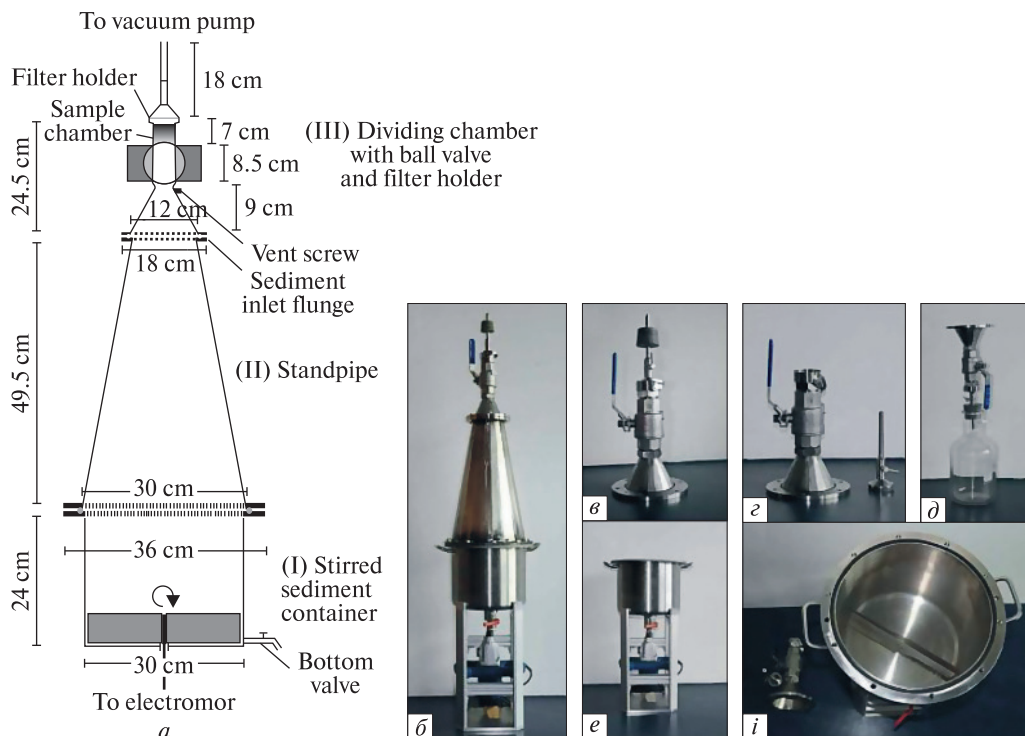 To vacuum pump
18 cm
Filter holder
Sample
chamber
7 cm
(III) Dividing chamber
with ball valve
and filter holder
24.5 cm
8.5 cm
12 cm
9 cm
Vent screw
18 cm
Sediment
inlet flunge
49.5 cm
(II) Standpipe
30 cm
36 cm
24 cm
(I) Stirred
sediment
container
30 cm
Bottom
valve
To electromor
а
б
в
г
д
е
і